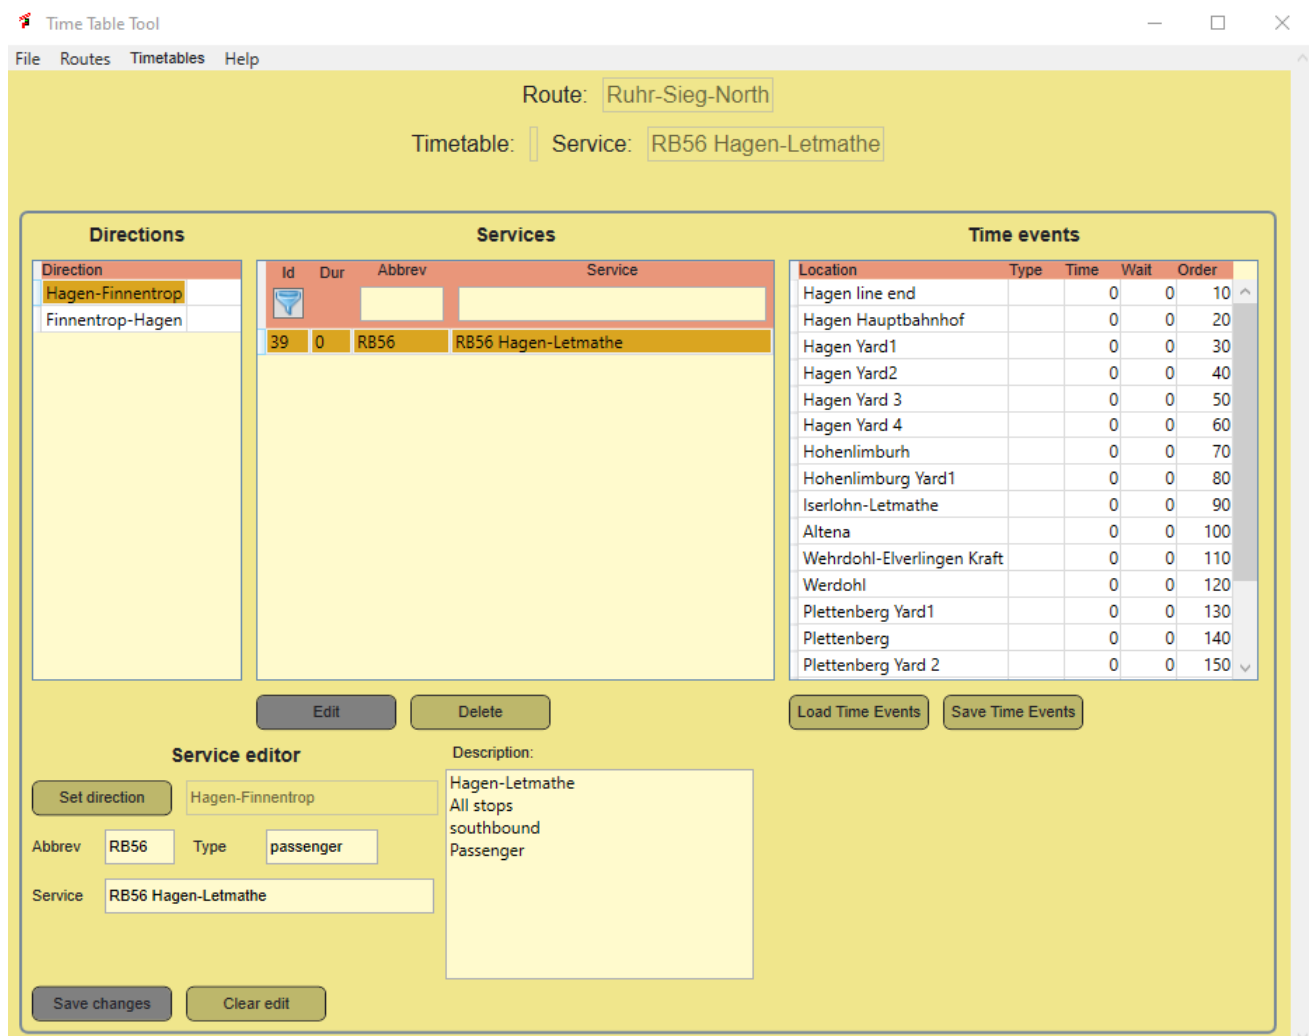 Time Table Tool
File Routes Timetables Help
Route: Ruhr-Sieg-North
Timetable: Service: RB56 Hagen-Letmathe
Directions
Direction
Hagen-Finnentrop
Finnentrop-Hagen
Services
Id Dur Abbrev Service
39 0 RB56 RB56 Hagen-Letmathe
Edit Delete
Time events
Location Type Time Wait Order
Hagen line end 0 0 10
Hagen Hauptbahnhof 0 0 20
Hagen Yard1 0 0 30
Hagen Yard2 0 0 40
Hagen Yard 3 0 0 50
Hagen Yard 4 0 0 60
Hohenlimburh 0 0 70
Hohenlimburg Yard1 0 0 80
Iserlohn-Letmathe 0 0 90
Altena 0 0 100
Wehrdohl-Elverlingen Kraft 0 0 110
Werdohl 0 0 120
Plettenberg Yard1 0 0 130
Plettenberg 0 0 140
Plettenberg Yard 2 0 0 150
Load Time Events Save Time Events
Service editor
Set direction Hagen-Finnentrop
Abbrev RB56 Type passenger
Service RB56 Hagen-Letmathe
Description:
Hagen-Letmathe
All stops
southbound
Passenger
Save changes Clear edit